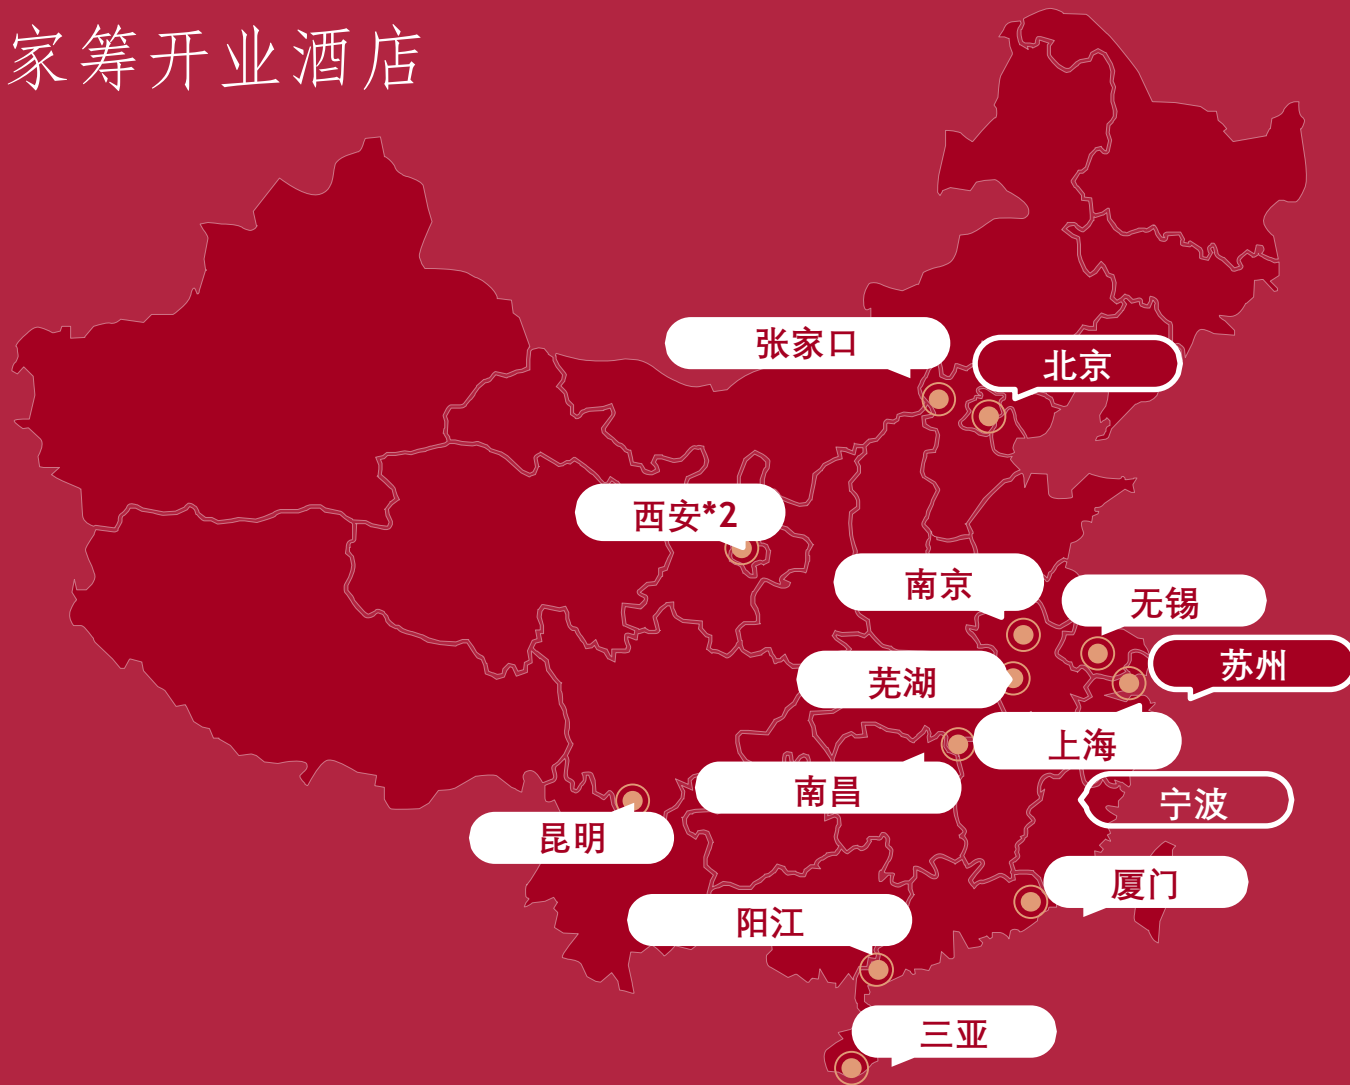 家筹开业酒店
张家口
北京
西安*2
南京
无锡
苏州
芜湖
上海
南昌
宁波
昆明
厦门
阳江
三亚